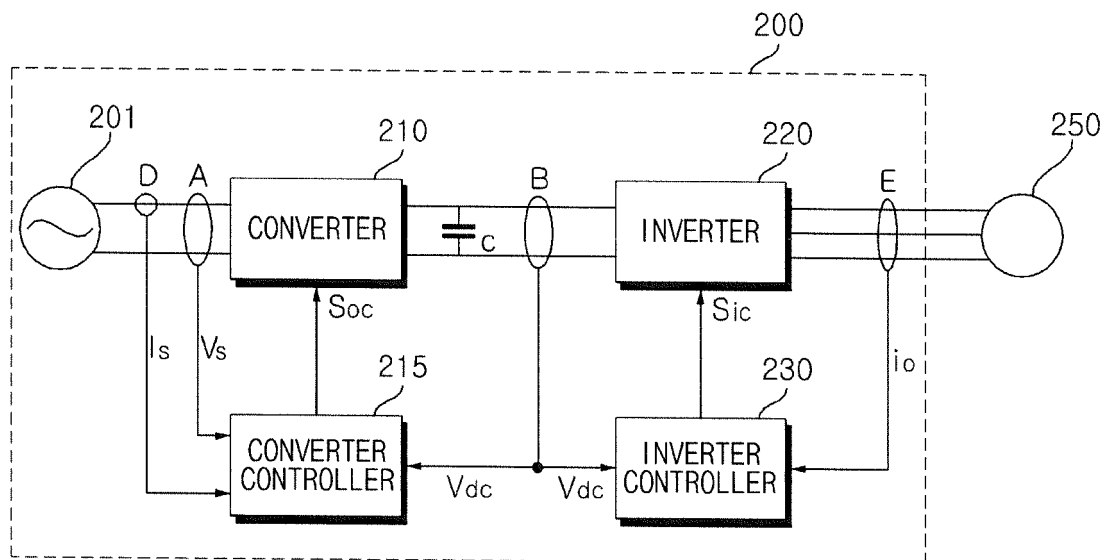 200
201
210
220
250
D
A
B
E
CONVERTER
C
INVERTER
Soc
Sic
Is
Vs
io
215
230
CONVERTER
CONTROLLER
Vdc
Vdc
INVERTER
CONTROLLER